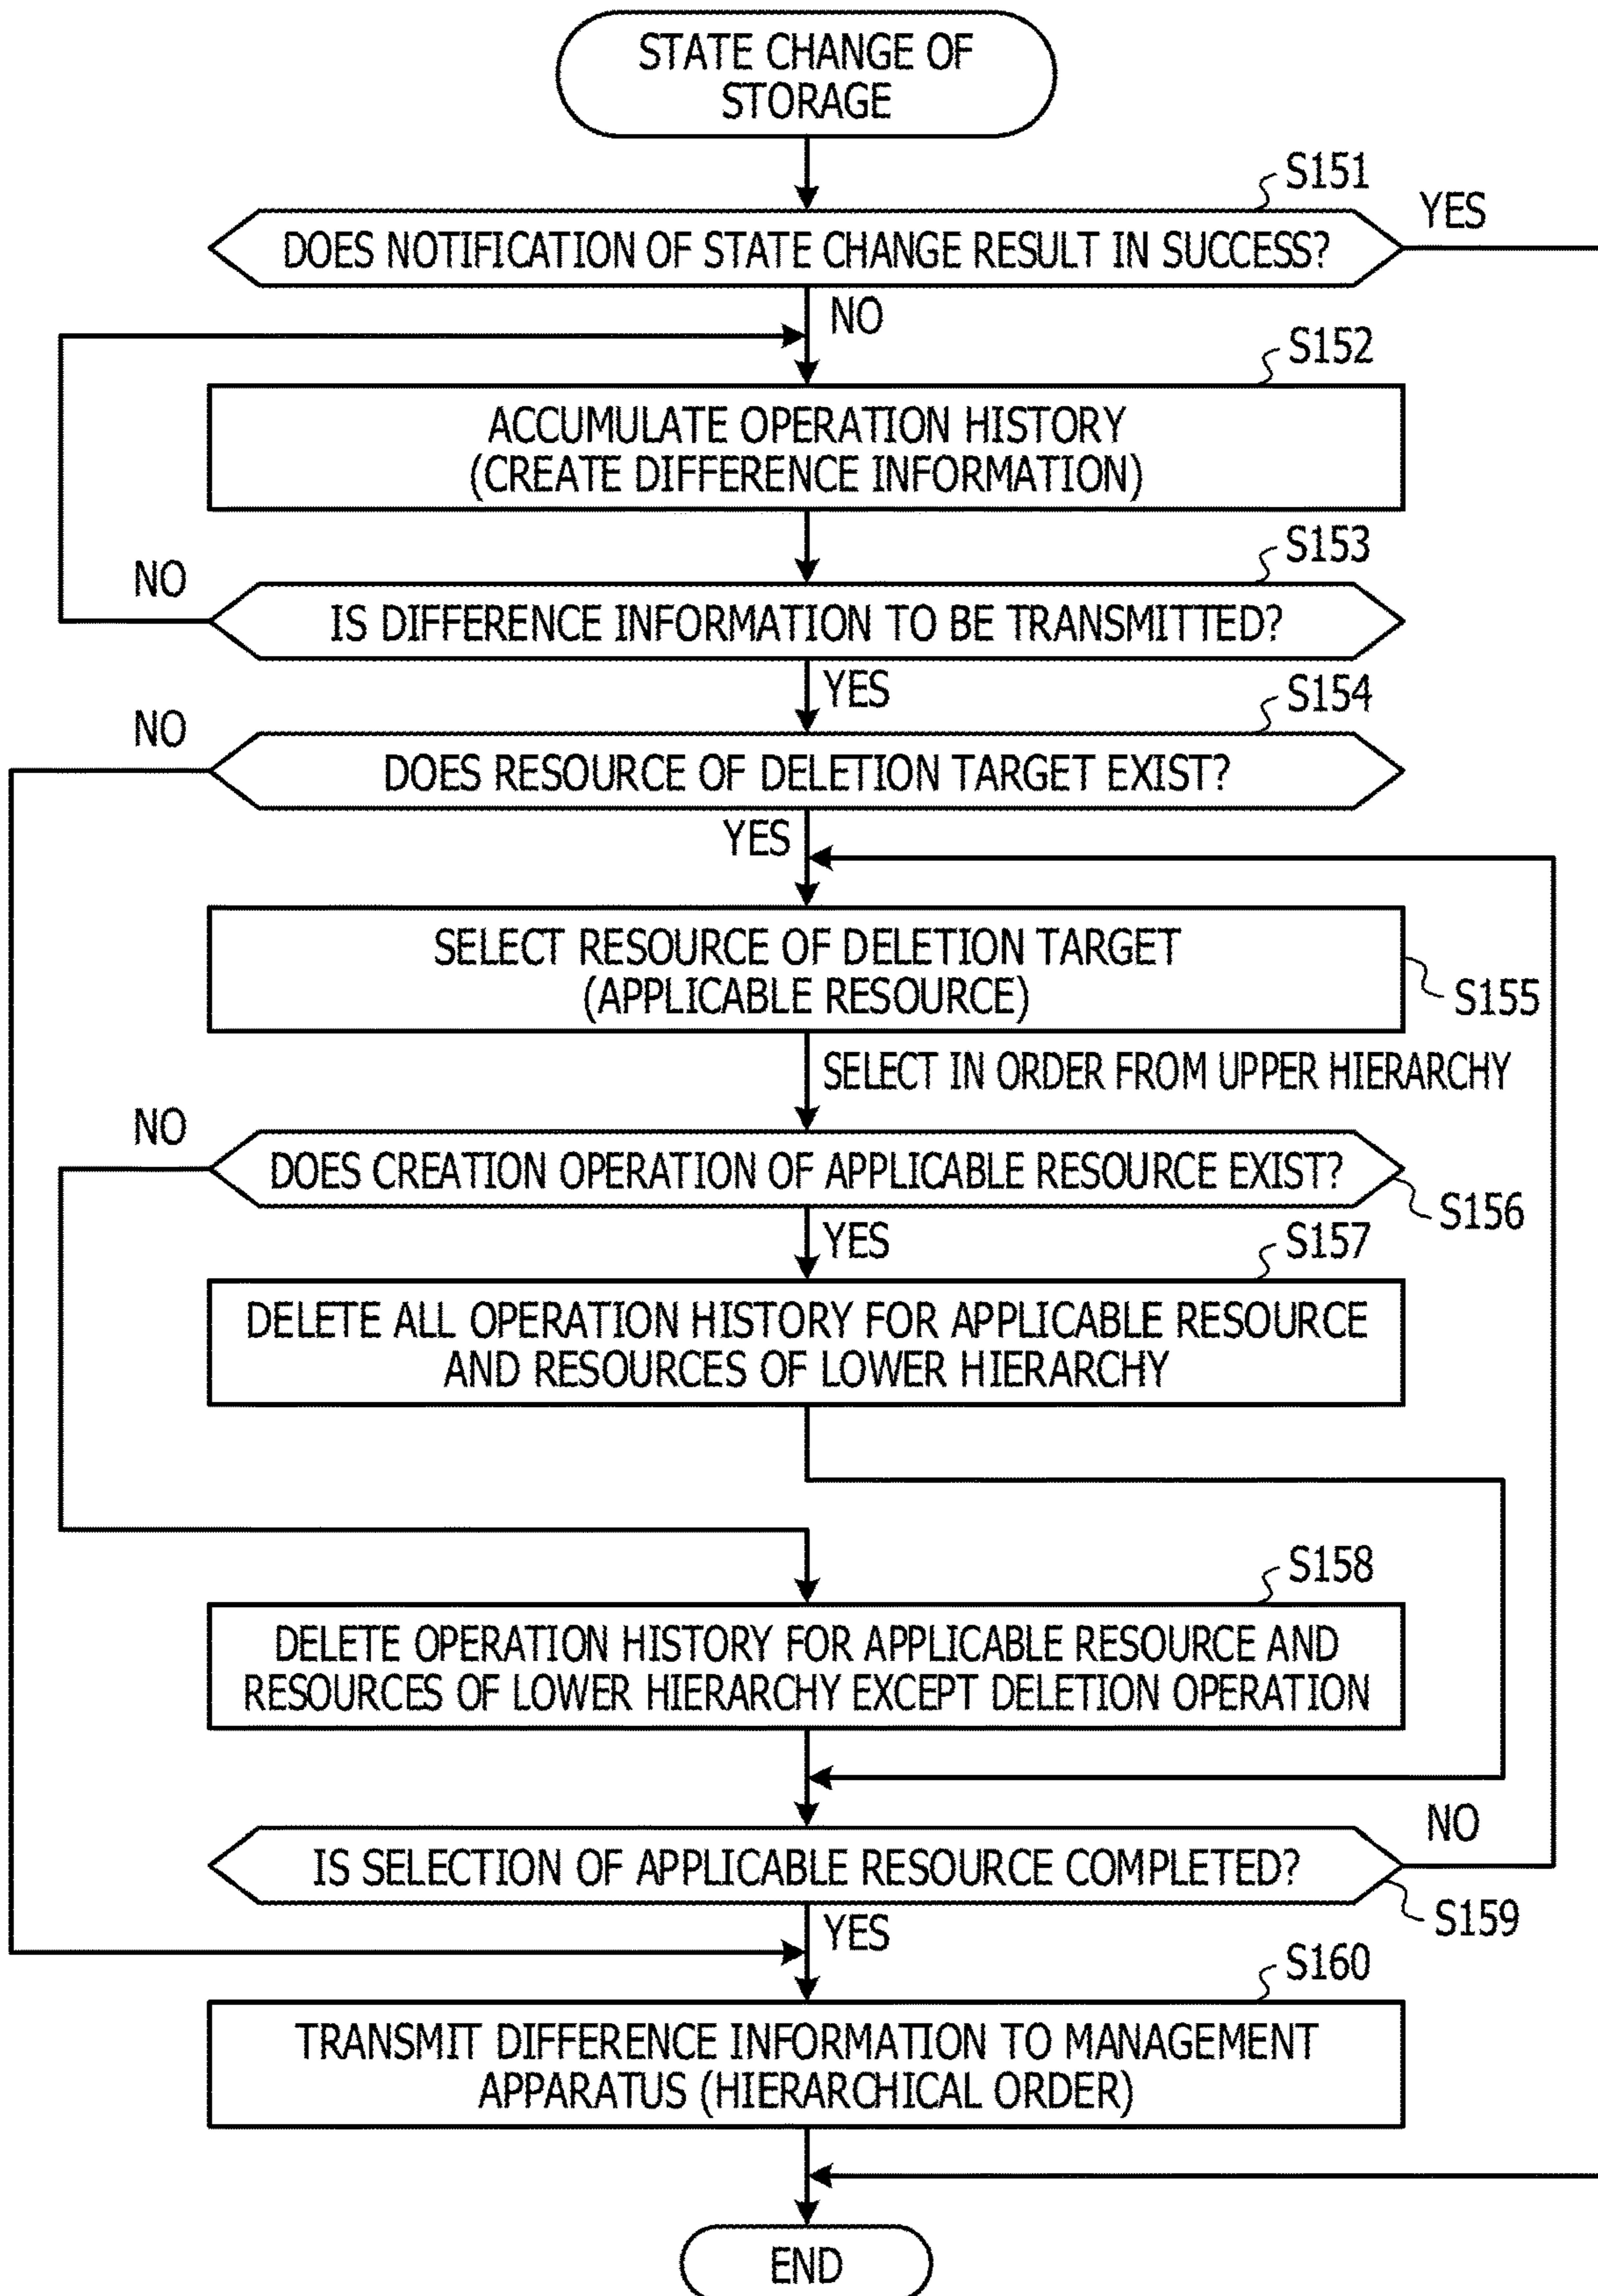 STATE CHANGE OF
STORAGE
S151
YES
DOES NOTIFICATION OF STATE CHANGE RESULT IN SUCCESS?
NO
S152
ACCUMULATE OPERATION HISTORY
(CREATE DIFFERENCE INFORMATION)
S153
NO
IS DIFFERENCE INFORMATION TO BE TRANSMITTED?
YES
S154
NO
DOES RESOURCE OF DELETION TARGET EXIST?
YES
SELECT RESOURCE OF DELETION TARGET
(APPLICABLE RESOURCE)
S155
SELECT IN ORDER FROM UPPER HIERARCHY
NO
DOES CREATION OPERATION OF APPLICABLE RESOURCE EXIST?
S156
YES
S157
DELETE ALL OPERATION HISTORY FOR APPLICABLE RESOURCE
AND RESOURCES OF LOWER HIERARCHY
S158
DELETE OPERATION HISTORY FOR APPLICABLE RESOURCE AND
RESOURCES OF LOWER HIERARCHY EXCEPT DELETION OPERATION
NO
IS SELECTION OF APPLICABLE RESOURCE COMPLETED?
S159
YES
S160
TRANSMIT DIFFERENCE INFORMATION TO MANAGEMENT
APPARATUS (HIERARCHICAL ORDER)
END